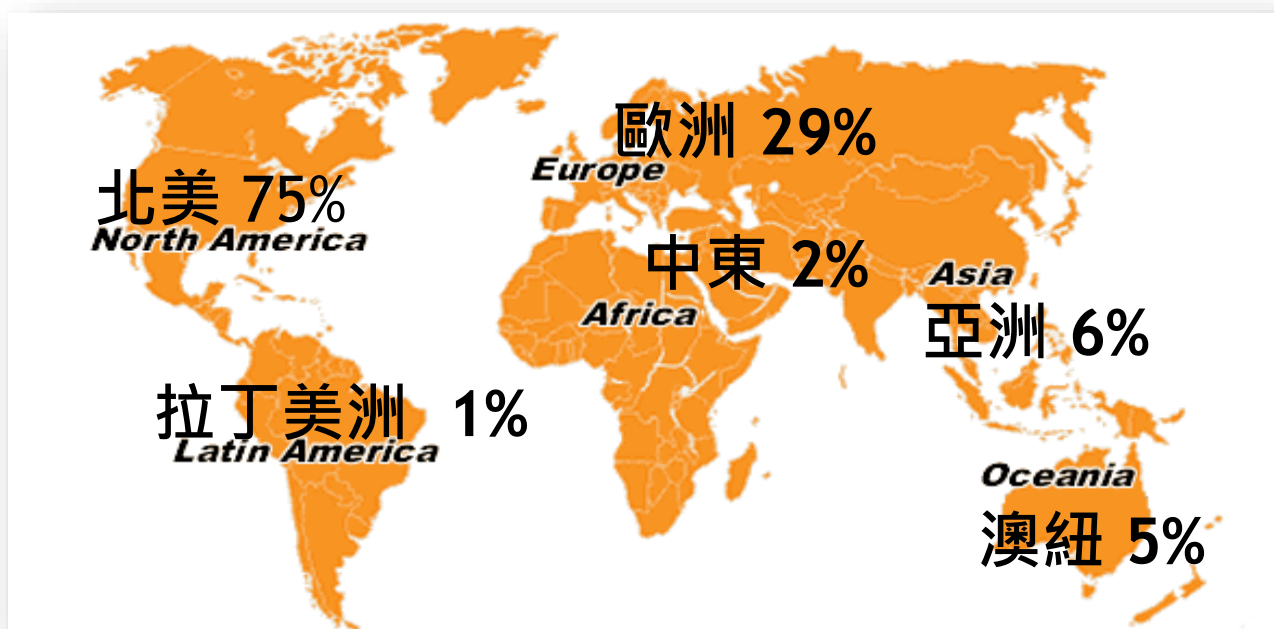 歐洲 29%
Europe
北美 75%
North America
中東 2%
Asia
Africa
亞洲 6%
拉丁美洲 1%
Latin America
Oceania
澳紐 5%